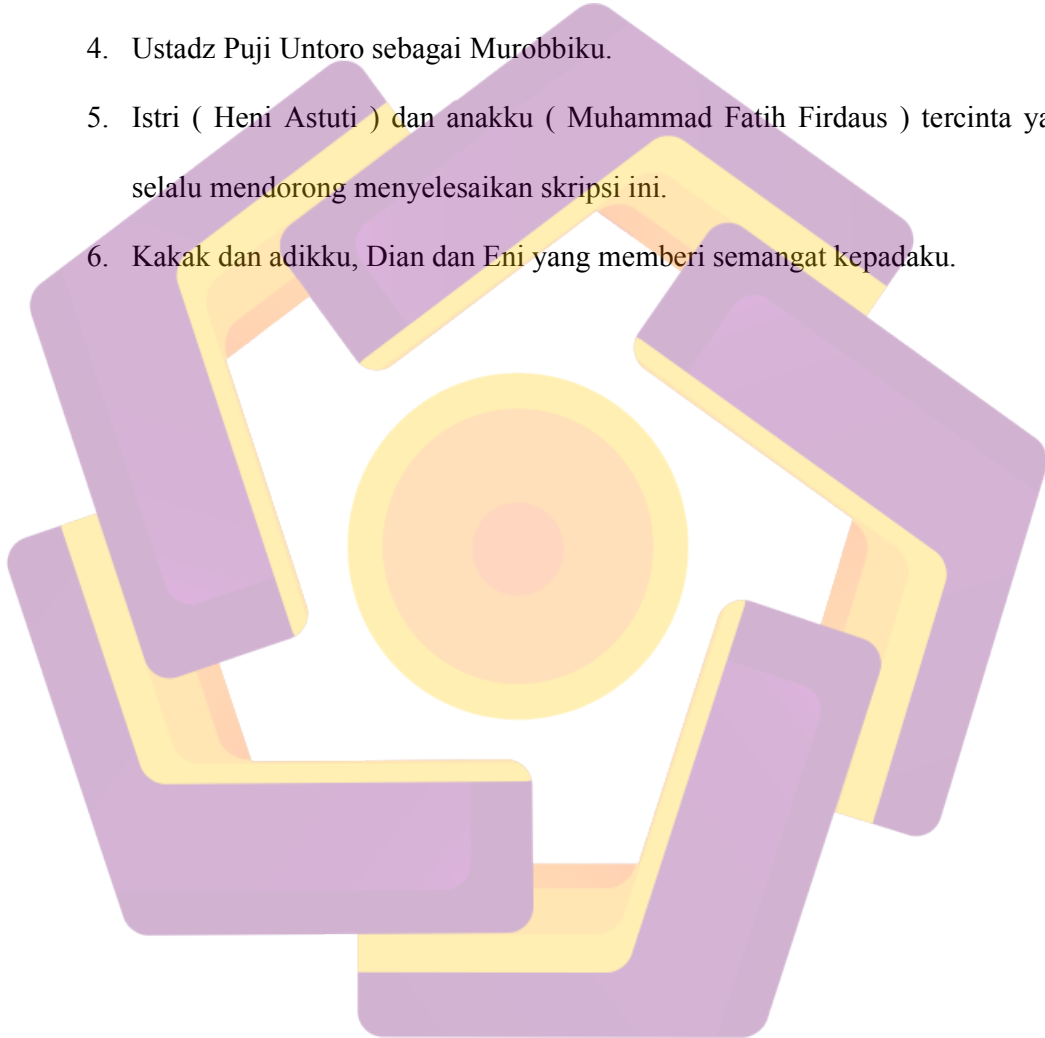 4. Ustadz Puji Untoro sebagai Murobbiku.
5. Istri ( Heni Astuti ) dan anakku ( Muhammad Fatih Firdaus ) tercinta ya
selalu mendorong menyelesaikan skripsi ini.
6. Kakak dan adikku, Dian dan Eni yang memberi semangat kepadaku.